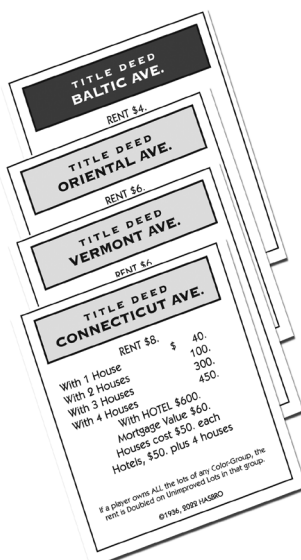 TITLE DEED
BALTIC AVE.
RENT $4.
TITLE DEED
ORIENTAL AVE.
RENT $6.
TITLE DEED
VERMONT AVE.
RENT $6.
TITLE DEED
CONNECTICUT AVE.
RENT $8.
With 1 House $ 40.
With 2 Houses 100.
With 3 Houses 300.
With 4 Houses 450.
With HOTEL $600.
Mortgage Value $60.
Houses cost $50. each
Hotels, $50. plus 4 houses
If a player owns ALL the lots of any Color-Group, the
rent is Doubled on Unimproved Lots in that group.
©1936, 2022 HASBRO